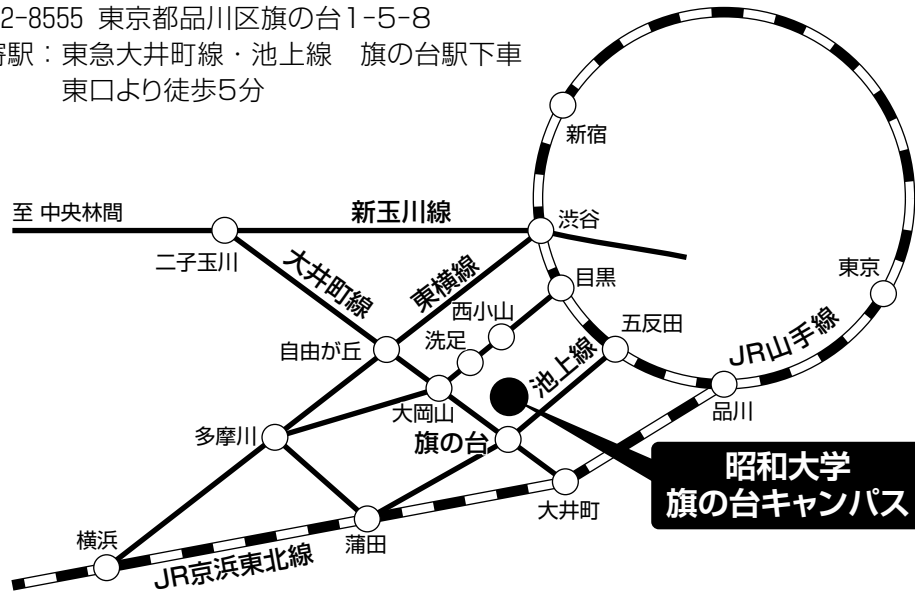 2-8555 東京都品川区旗の台1-5-8
寄駅：東急大井町線・池上線　旗の台駅下車
東口より徒歩5分
新宿
至 中央林間
新玉川線
渋谷
二子玉川
大井町線
東横線
目黒
東京
西小山
五反田
洗足
JR山手線
自由が丘
池上線
大岡山
品川
多摩川
旗の台
昭和大学
旗の台キャンパス
大井町
横浜
蒲田
JR京浜東北線